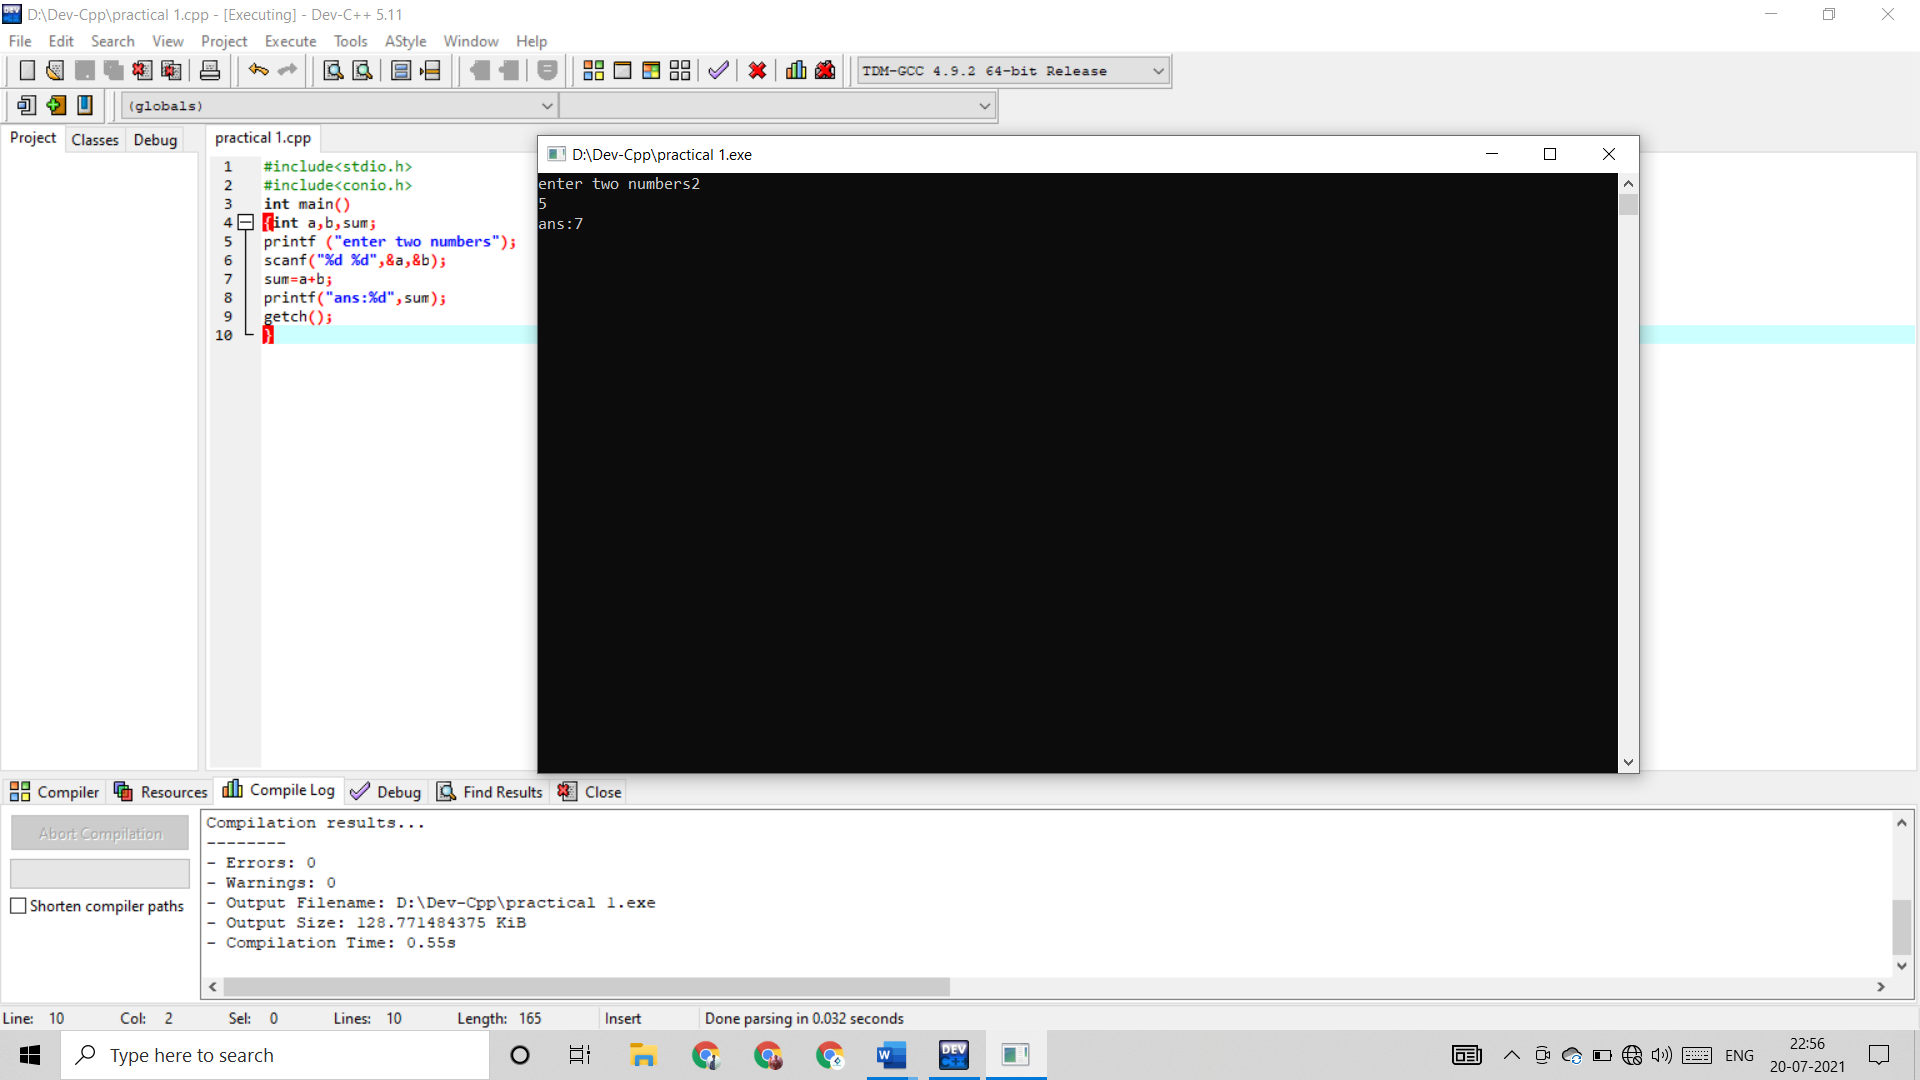 D:\Dev-Cpp\practical 1.cpp - [Executing] - Dev-C++ 5.11
File Edit Search View Project Execute Tools AStyle Window Help
TDM-GCC 4.9.2 64-bit Release
(globals)
Project Classes Debug
practical 1.cpp
1 #include<stdio.h>
2 #include<conio.h>
3 int main()
4 {int a,b,sum;
5 printf ("enter two numbers");
6 scanf("%d %d",&a,&b);
7 sum=a+b;
8 printf("ans:%d",sum);
9 getch();
10 }
D:\Dev-Cpp\practical 1.exe
enter two numbers2
5
ans:7
Compiler Resources Compile Log Debug Find Results Close
Abort Compilation
Shorten compiler paths
Compilation results...
--------
- Errors: 0
- Warnings: 0
- Output Filename: D:\Dev-Cpp\practical 1.exe
- Output Size: 128.771484375 KiB
- Compilation Time: 0.55s
Line: 10 Col: 2 Sel: 0 Lines: 10 Length: 165 Insert Done parsing in 0.032 seconds
Type here to search
W
DEV C++
ENG
22:56
20-07-2021